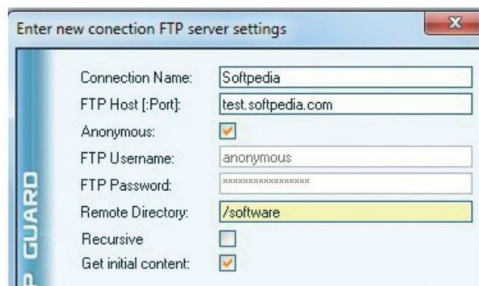 Enter new conection FTP server settings
Connection Name: Softpedia
FTP Host [:Port]: test.softpedia.com
Anonymous:
FTP Username: anonymous
FTP Password: xxxxxxxxxxxxxxxxx
Remote Directory: /software
Recursive
Get initial content:
GUARD